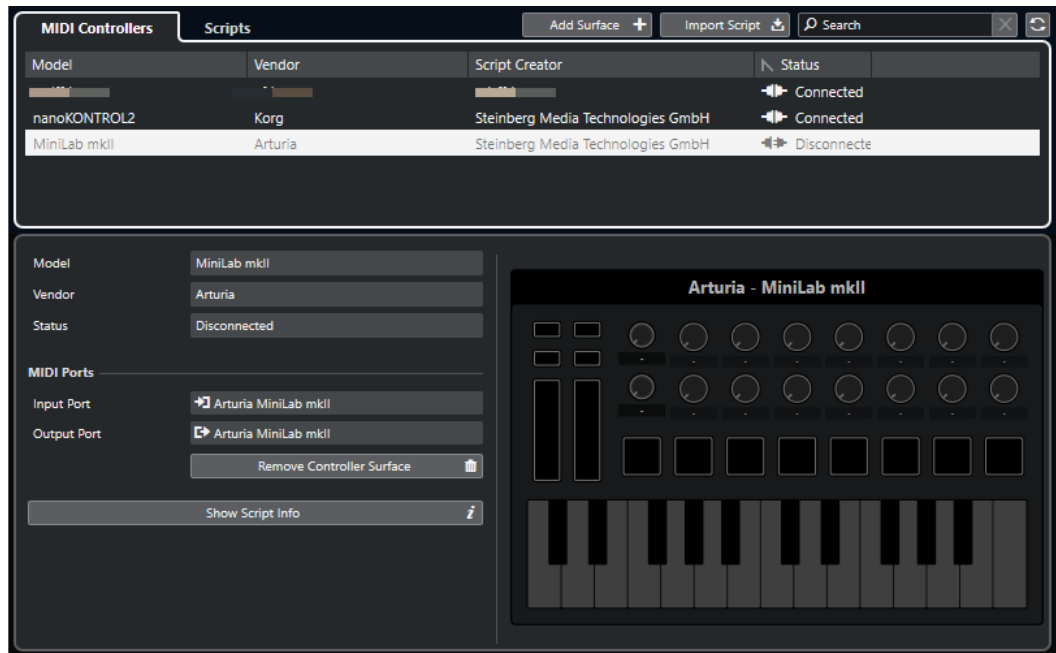 MIDI Controllers Scripts Add Surface Import Script Search
Model Vendor Script Creator Status
Connected
nanoKONTROL2 Korg Steinberg Media Technologies GmbH Connected
MiniLab mkII Arturia Steinberg Media Technologies GmbH Disconnecte
Model MiniLab mkII
Vendor Arturia
Status Disconnected
MIDI Ports
Input Port Arturia MiniLab mkII
Output Port Arturia MiniLab mkII
Remove Controller Surface
Show Script Info i
Arturia - MiniLab mkII